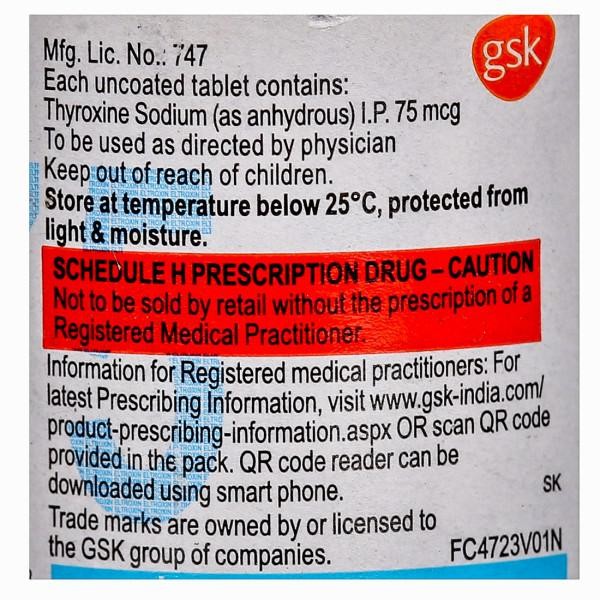 gsk
Mfg. Lic. No.: 747
Each uncoated tablet contains:
Thyroxine Sodium (as anhydrous) I.P. 75 mcg
To be used as directed by physician
Keep out of reach of children.
Store at temperature below 25°C, protected from
light & moisture.
SCHEDULE H PRESCRIPTION DRUG – CAUTION
Not to be sold by retail without the prescription of a
Registered Medical Practitioner.
Information for Registered medical practitioners: For
latest Prescribing Information, visit www.gsk-india.com/
product-prescribing-information.aspx OR scan QR code
provided in the pack. QR code reader can be
downloaded using smart phone.
SK
Trade marks are owned by or licensed to
the GSK group of companies.
FC4723V01N